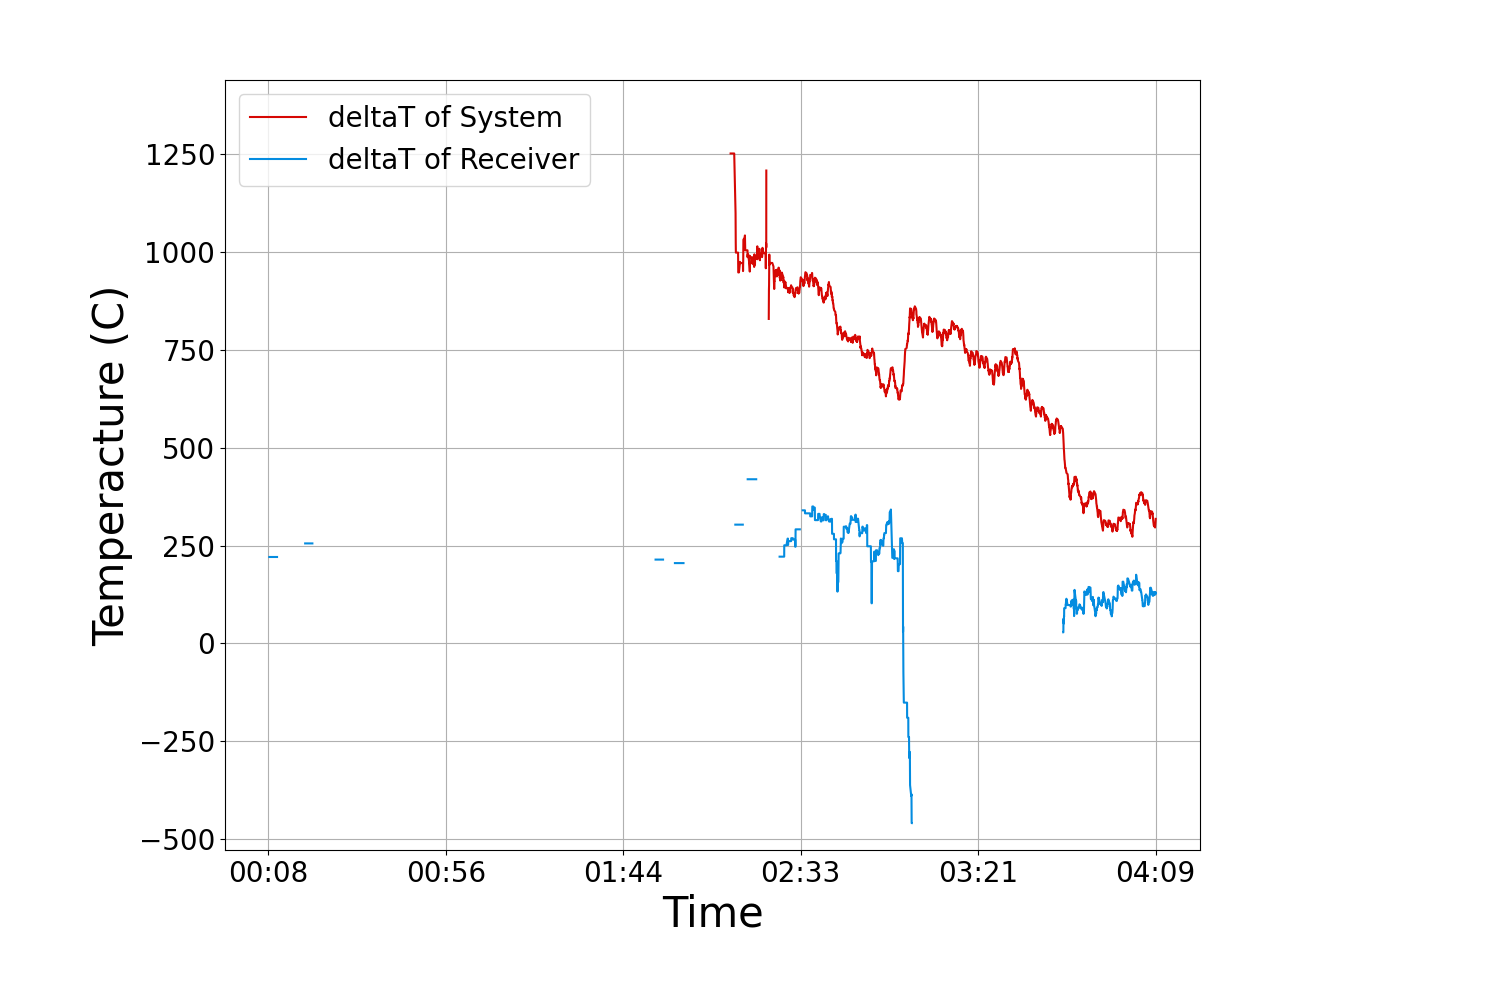 deltaT of System
deltaT of Receiver
1250
1000
750
500
250
0
−250
−500
Temperacture (C)
00:08 00:56 01:44 02:33 03:21 04:09
Time